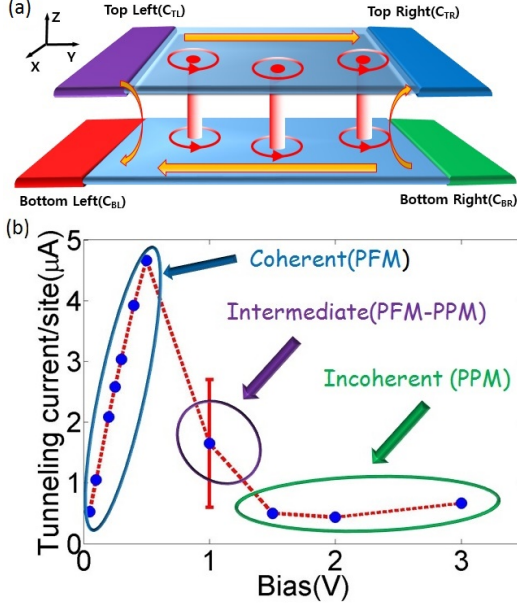 (a)
Top Left(C_TL)
Top Right(C_TR)
Z
Y
X
Bottom Left(C_BL)
Bottom Right(C_BR)
(b)
Tunneling current/site(μA)
5
4
3
2
1
0
Coherent(PFM)
Intermediate(PFM-PPM)
Incoherent (PPM)
0
1
2
3
Bias(V)